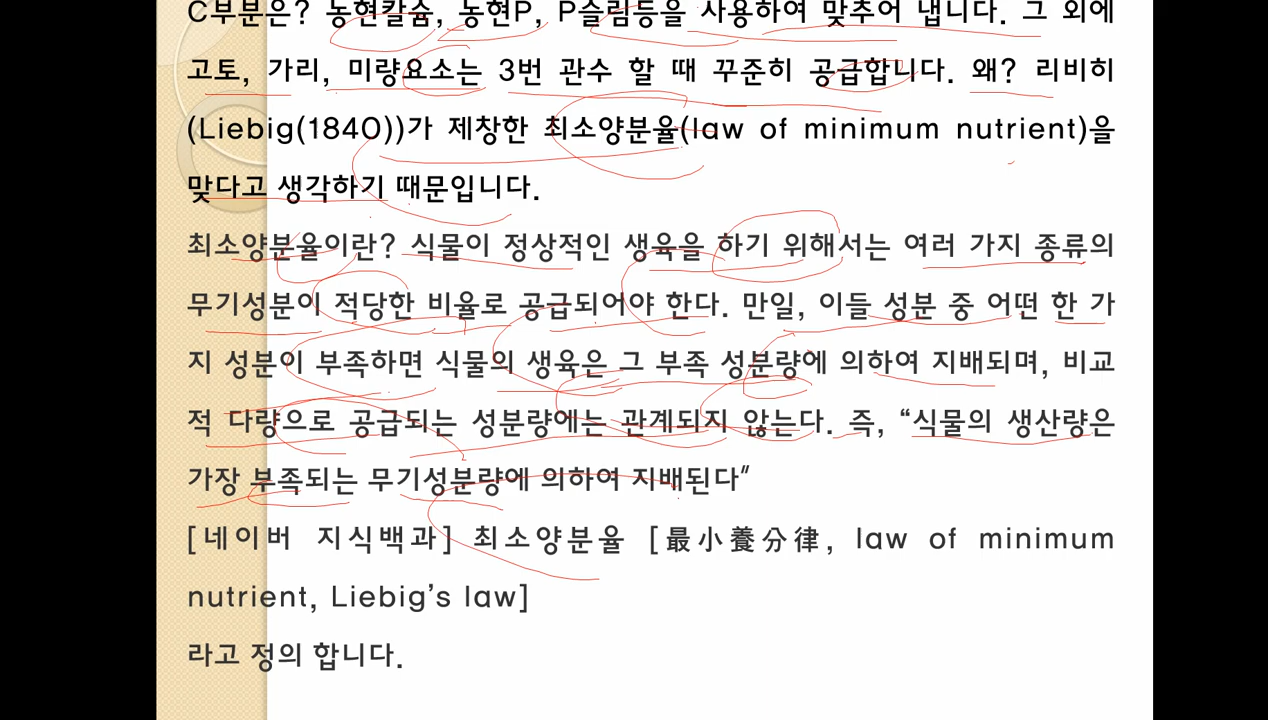 C부분은? 농현칼슘, 농현P, P슬림등을 사용하여 맞추어 냅니다. 그 외에
고토, 가리, 미량요소는 3번 관수 할 때 꾸준히 공급합니다. 왜? 리비히
(Liebig(1840))가 제창한 최소양분율(law of minimum nutrient)을
맞다고 생각하기 때문입니다.
최소양분율이란? 식물이 정상적인 생육을 하기 위해서는 여러 가지 종류의
무기성분이 적당한 비율로 공급되어야 한다. 만일, 이들 성분 중 어떤 한 가
지 성분이 부족하면 식물의 생육은 그 부족 성분량에 의하여 지배되며, 비교
적 다량으로 공급되는 성분량에는 관계되지 않는다. 즉, “식물의 생산량은
가장 부족되는 무기성분량에 의하여 지배된다”
[네이버 지식백과] 최소양분율 [最小養分律, law of minimum
nutrient, Liebig’s law]
라고 정의 합니다.